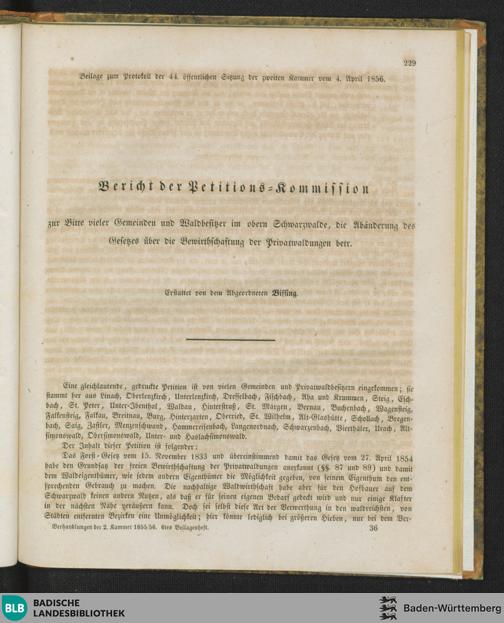 229
Beilage zum Protokoll der 44. öffentlichen Sitzung der zweiten Kammer vom 4. April 1856.
Bericht der Petitions-Kommission
zur Bitte vieler Gemeinden und Waldbesitzer im obern Schwarzwalde, die Abänderung des
Gesetzes über die Bewirthschaftung der Privatwaldungen betr.
Erstattet von dem Abgeordneten Bissing.
Eine gleichlautende, gedruckte Petition ist von vielen Gemeinden und Privatwaldbesitzern eingekommen; sie
stammt her aus Linach, Oberlenzkirch, Unterlenzkirch, Dresselbach, Fischbach, Aha und Krummen, Steig, Esch-
bach, St. Peter, Unter-Ibenthal, Waldau, Hinterstraß, St. Märgen, Bernau, Buchenbach, Wagensteig,
Falkensteig, Falkau, Breitnau, Burg, Hinterzarten, Oberried, St. Wilhelm, Alt-Glashütte, Schollach, Bregen-
bach, Saig, Zastler, Menzenschwand, Hammereisenbach, Langenordnach, Schwarzenbach, Vierthäler, Urach, Alt-
simonswald, Obersimonswald, Unter- und Haslachsimonswald.
Der Inhalt dieser Petition ist folgender:
Das Forst-Gesetz vom 15. November 1833 und übereinstimmend damit das Gesetz vom 27. April 1854
habe den Grundsatz der freien Bewirthschaftung der Privatwaldungen anerkannt (§§. 87 und 89) und damit
dem Waldeigenthümer, wie jedem andern Eigenthümer die Möglichkeit gegeben, von seinem Eigenthum den ent-
sprechenden Gebrauch zu machen. Die nachhaltige Waldwirthschaft habe aber für den Hofbauer auf dem
Schwarzwald keinen andern Nutzen, als daß er für seinen eigenen Bedarf gedeckt wird und nur einige Klafter
in der nächsten Nähe veräußern kann. Doch sei selbst diese Art der Verwerthung in den waldreichsten, von
Städten entfernten Bezirken eine Unmöglichkeit; hier könne lediglich bei größeren Hieben, nur bei dem Ver-
Verhandlungen der 2. Kammer 1855/56. 6tes Beilagenheft. 36
BLB BADISCHE
LANDESBIBLIOTHEK
Baden-Württemberg